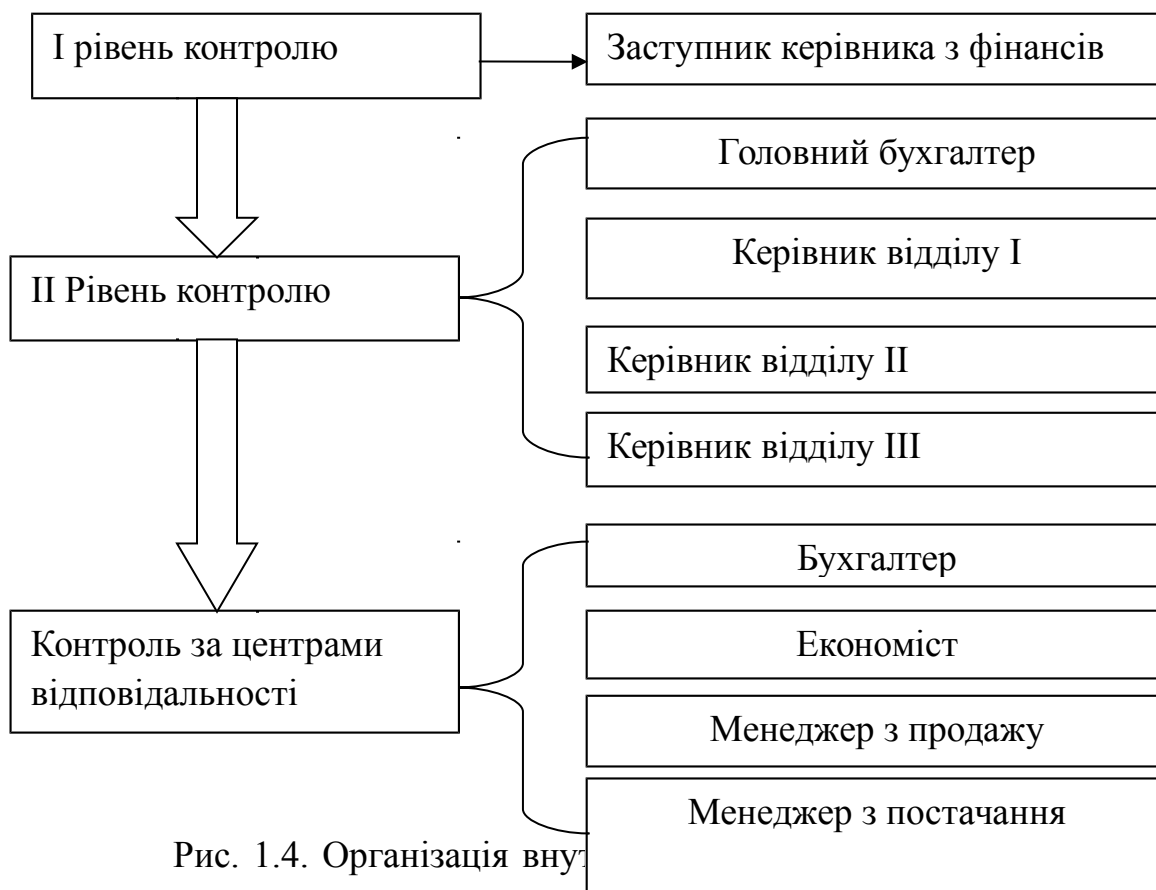 І рівень контролю
Заступник керівника з фінансів
Головний бухгалтер
Керівник відділу І
ІІ Рівень контролю
Керівник відділу ІІ
Керівник відділу ІІІ
Бухгалтер
Контроль за центрами
відповідальності
Економіст
Менеджер з продажу
Менеджер з постачання
Рис. 1.4. Організація